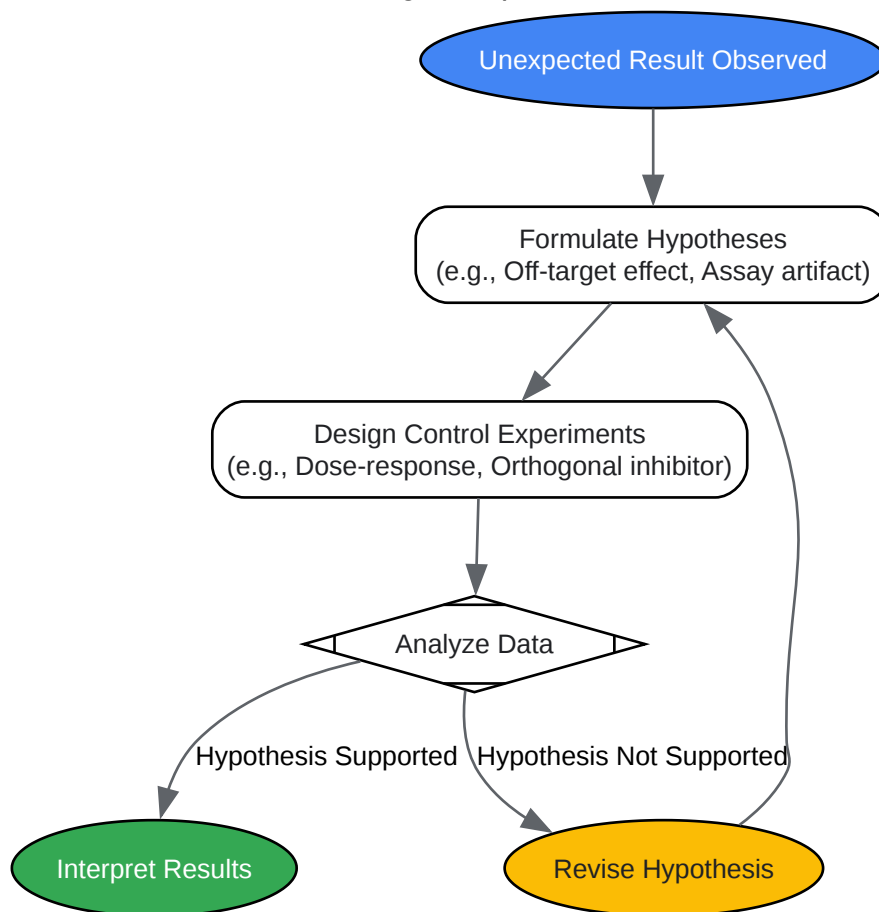 Unexpected Result Observed
Formulate Hypotheses
(e.g., Off-target effect, Assay artifact)
Design Control Experiments
(e.g., Dose-response, Orthogonal inhibitor)
Analyze Data
Hypothesis Supported
Hypothesis Not Supported
Interpret Results
Revise Hypothesis